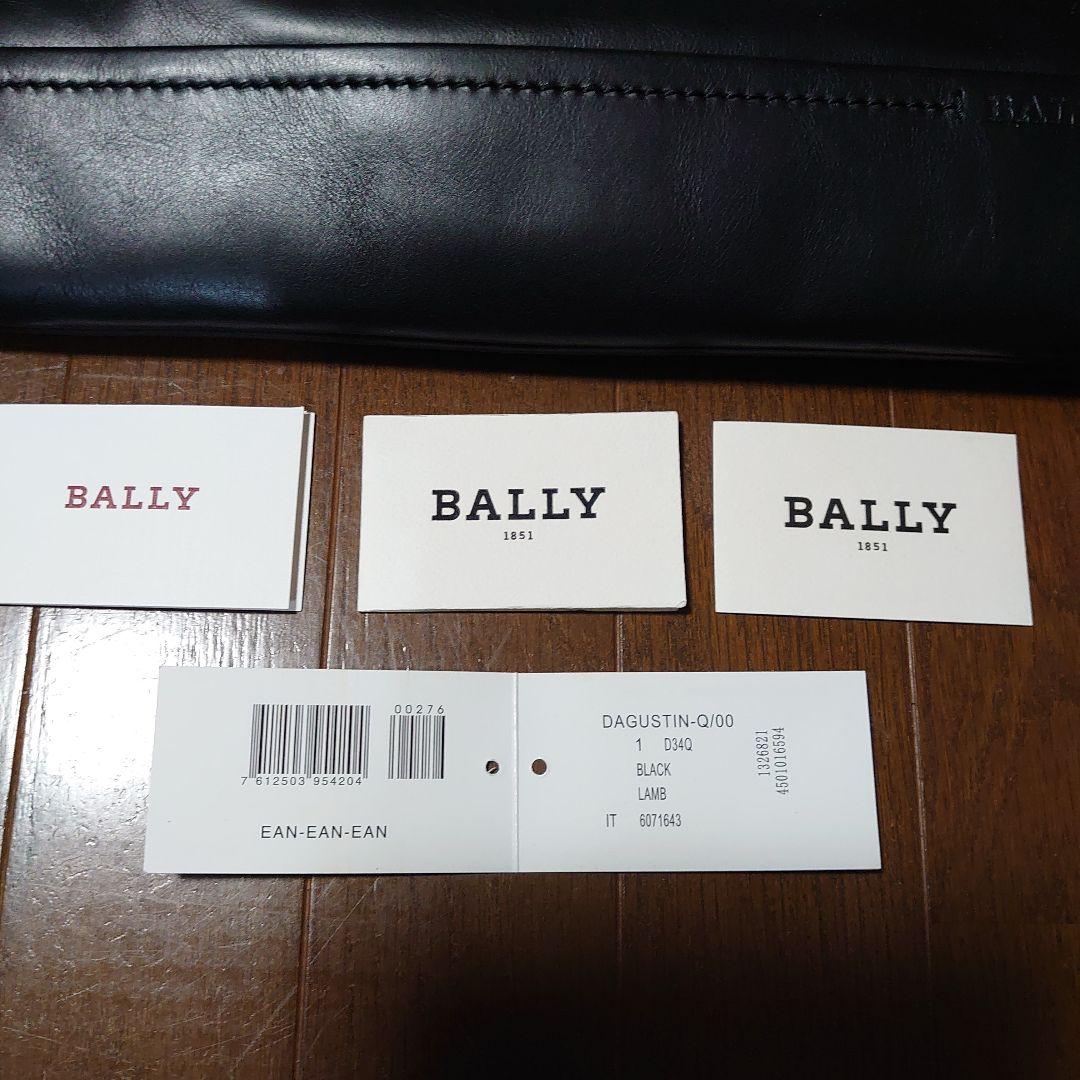 BAL
BALLY
BALLY
1851
BALLY
1851
00276
7 612503 954204
EAN-EAN-EAN
DAGUSTIN-Q/00
1 D34Q
BLACK
LAMB
IT 6071643
1326821
4501016594